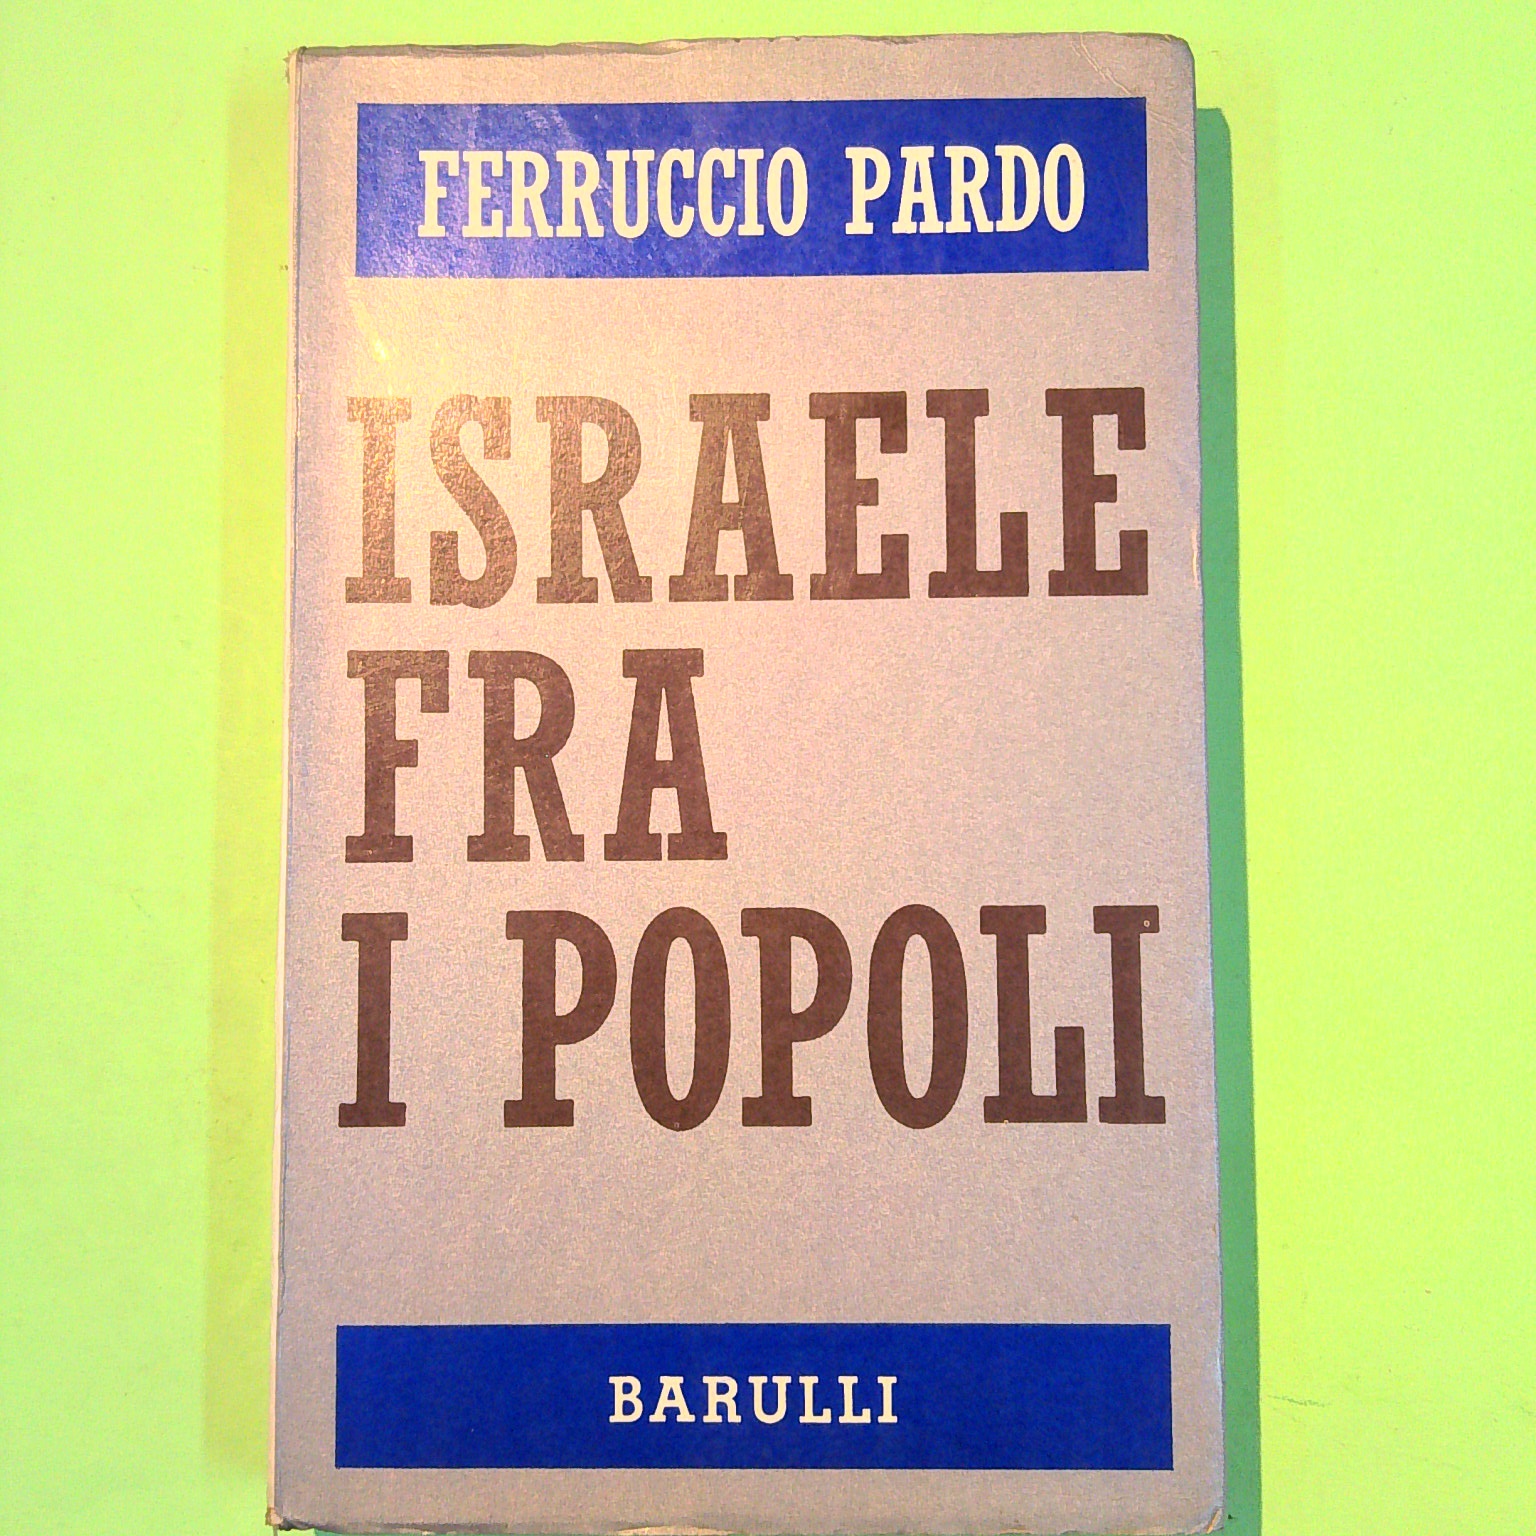 FERRUCCIO PARDO
ISRAELE
FRA
I POPOLI
BARULLI